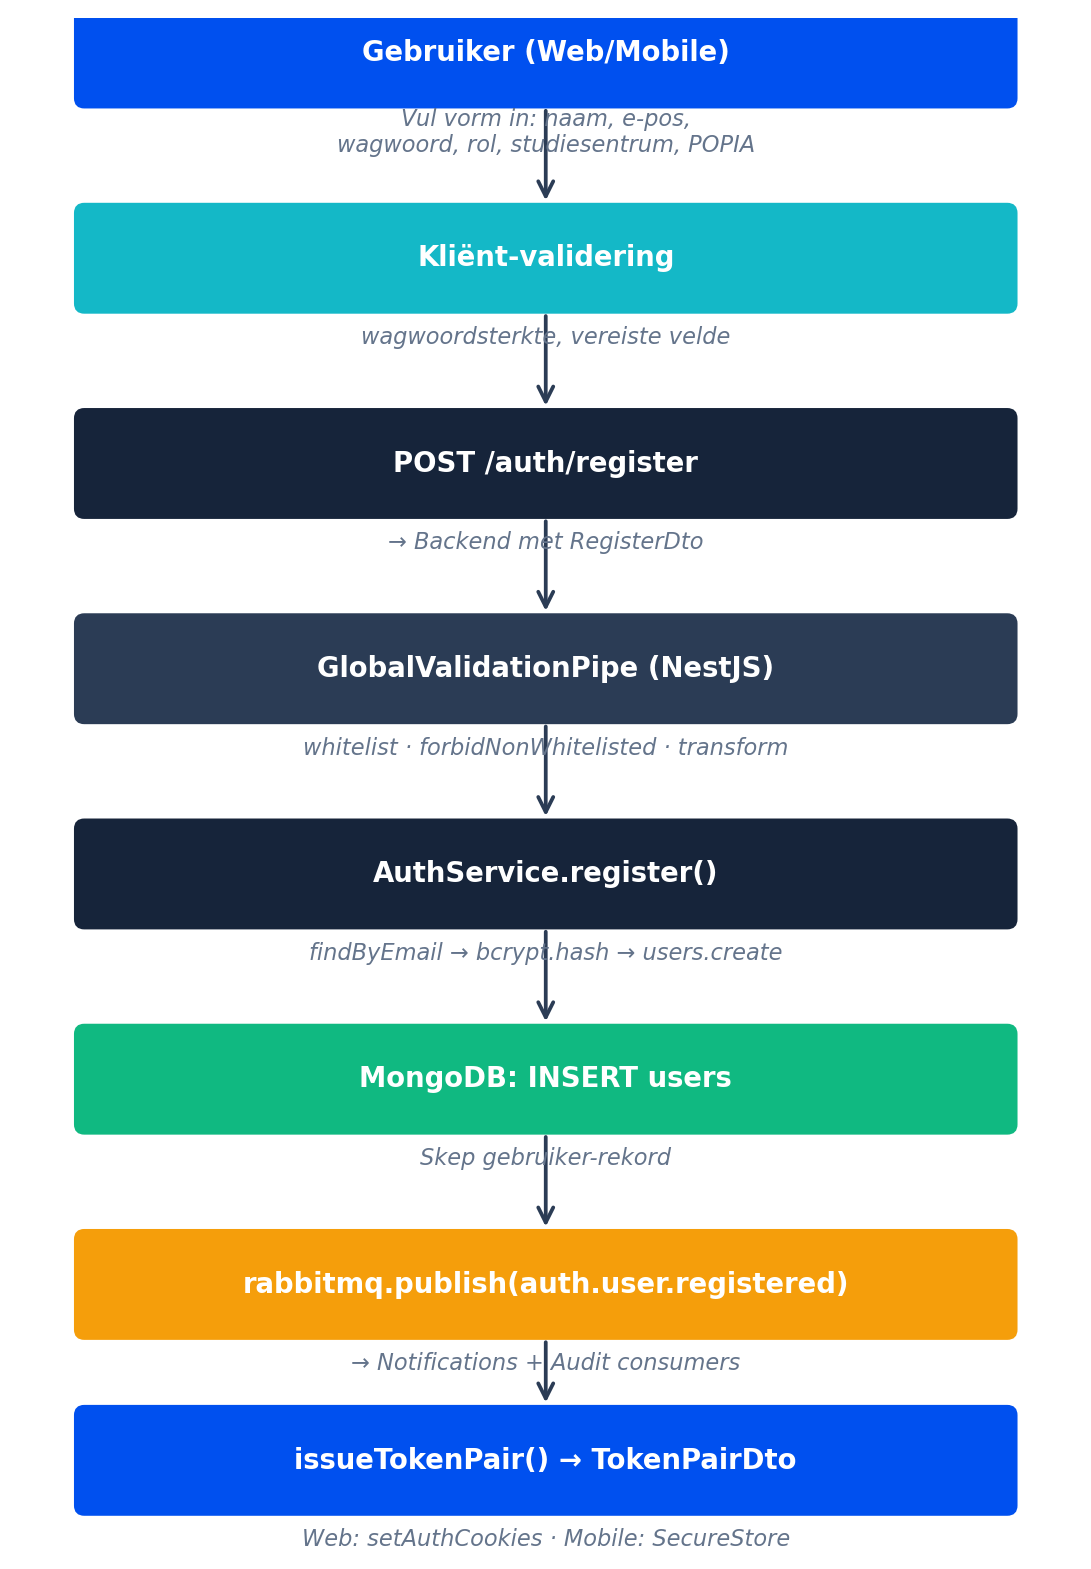 Gebruiker (Web/Mobile)
Vul vorm in: naam, e-pos,
wagwoord, rol, studiesentrum, POPIA
Kliënt-validering
wagwoordsterkte, vereiste velde
POST /auth/register
→ Backend met RegisterDto
GlobalValidationPipe (NestJS)
whitelist · forbidNonWhitelisted · transform
AuthService.register()
findByEmail → bcrypt.hash → users.create
MongoDB: INSERT users
Skep gebruiker-rekord
rabbitmq.publish(auth.user.registered)
→ Notifications + Audit consumers
issueTokenPair() → TokenPairDto
Web: setAuthCookies · Mobile: SecureStore